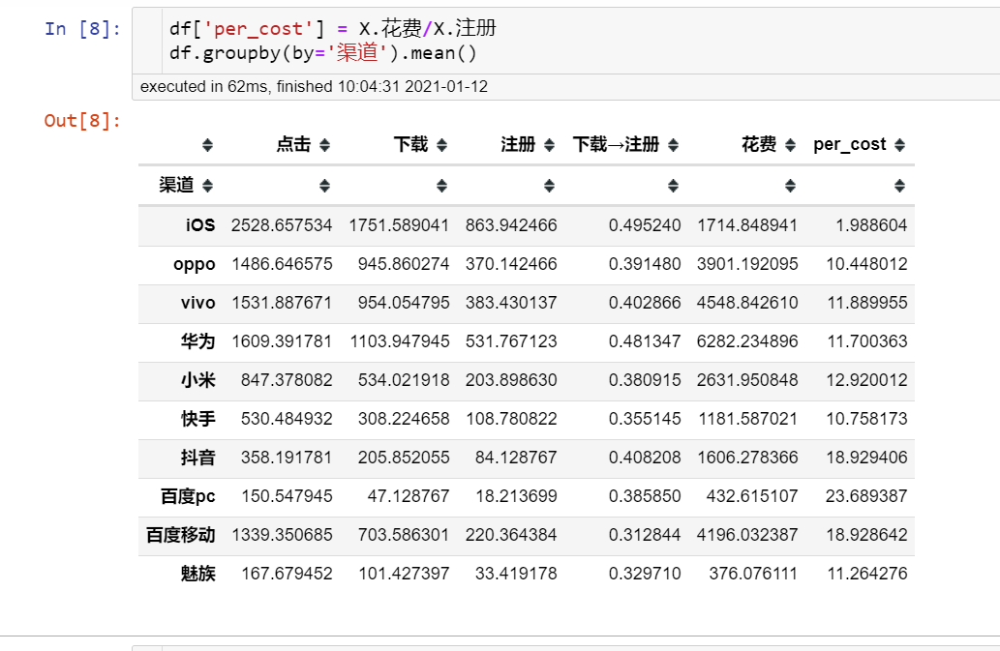 In [8]:
df['per_cost'] = X.花费/X.注册
df.groupby(by='渠道').mean()
executed in 62ms, finished 10:04:31 2021-01-12
Out[8]:
点击 下载 注册 下载→注册 花费 per_cost
渠道
iOS 2528.657534 1751.589041 863.942466 0.495240 1714.848941 1.988604
oppo 1486.646575 945.860274 370.142466 0.391480 3901.192095 10.448012
vivo 1531.887671 954.054795 383.430137 0.402866 4548.842610 11.889955
华为 1609.391781 1103.947945 531.767123 0.481347 6282.234896 11.700363
小米 847.378082 534.021918 203.898630 0.380915 2631.950848 12.920012
快手 530.484932 308.224658 108.780822 0.355145 1181.587021 10.758173
抖音 358.191781 205.852055 84.128767 0.408208 1606.278366 18.929406
百度pc 150.547945 47.128767 18.213699 0.385850 432.615107 23.689387
百度移动 1339.350685 703.586301 220.364384 0.312844 4196.032387 18.928642
魅族 167.679452 101.427397 33.419178 0.329710 376.076111 11.264276